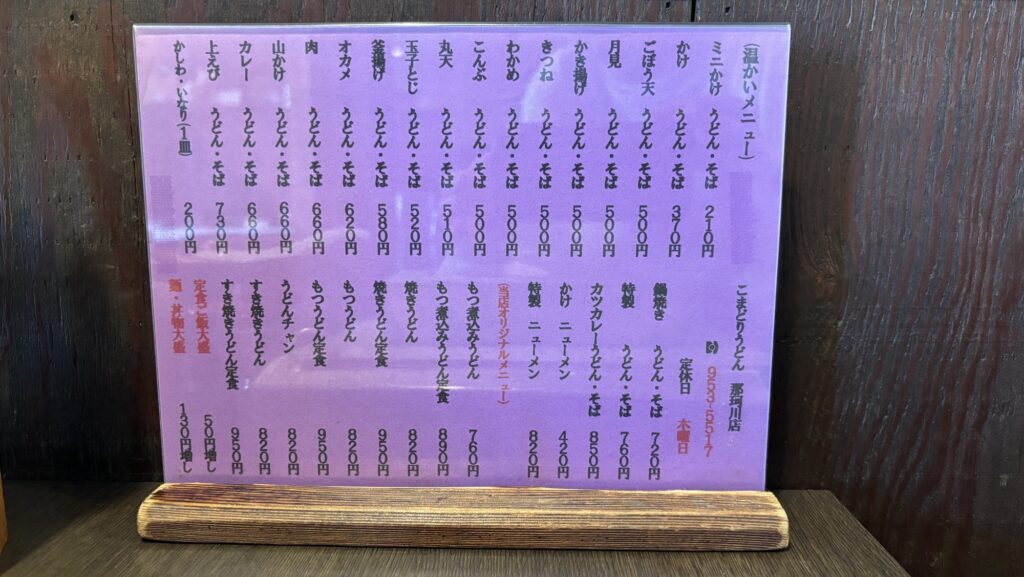 (温かいメニュー)
ミニかけ うどん・そば 210円
かけ うどん・そば 370円
ごぼう天 うどん・そば 500円
月見 うどん・そば 500円
かき揚げ うどん・そば 500円
きつね うどん・そば 500円
わかめ うどん・そば 500円
こんぶ うどん・そば 500円
丸天 うどん・そば 510円
玉子とじ うどん・そば 520円
釜揚げ うどん・そば 580円
オカメ うどん・そば 620円
肉 うどん・そば 660円
山かけ うどん・そば 660円
カレー うどん・そば 660円
上えび うどん・そば 730円
かしわ・いなり(1皿) 200円
こまどりうどん 那珂川店
953-5517
定休日 木曜日
鍋焼き うどん・そば 720円
特製 うどん・そば 760円
カツカレーうどん・そば 850円
かけ ニューメン 420円
特製 ニューメン 820円
(当店オリジナルメニュー)
もつ煮込みうどん 760円
もつ煮込みうどん定食 890円
焼きうどん 820円
焼きうどん定食 950円
もつうどん 820円
もつうどん定食 950円
うどんチャン 820円
すき焼きうどん 820円
すき焼きうどん定食 950円
定食ご飯大盛 50円増し
麺・丼物大盛 130円増し